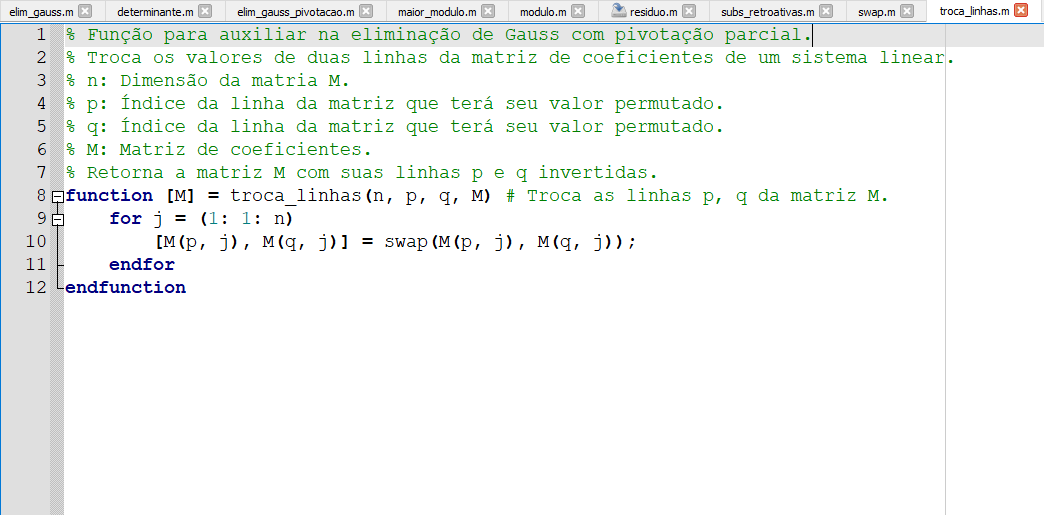 elim_gauss.m determinante.m elim_gauss_pivotacao.m maior_modulo.m modulo.m residuo.m subs_retroativas.m swap.m troca_linhas.m
1 % Função para auxiliar na eliminação de Gauss com pivotação parcial.
2 % Troca os valores de duas linhas da matriz de coeficientes de um sistema linear.
3 % n: Dimensão da matria M.
4 % p: Índice da linha da matriz que terá seu valor permutado.
5 % q: Índice da linha da matriz que terá seu valor permutado.
6 % M: Matriz de coeficientes.
7 % Retorna a matriz M com suas linhas p e q invertidas.
8 function [M] = troca_linhas(n, p, q, M) # Troca as linhas p, q da matriz M.
9 for j = (1: 1: n)
10 [M(p, j), M(q, j)] = swap(M(p, j), M(q, j));
11 endfor
12 endfunction